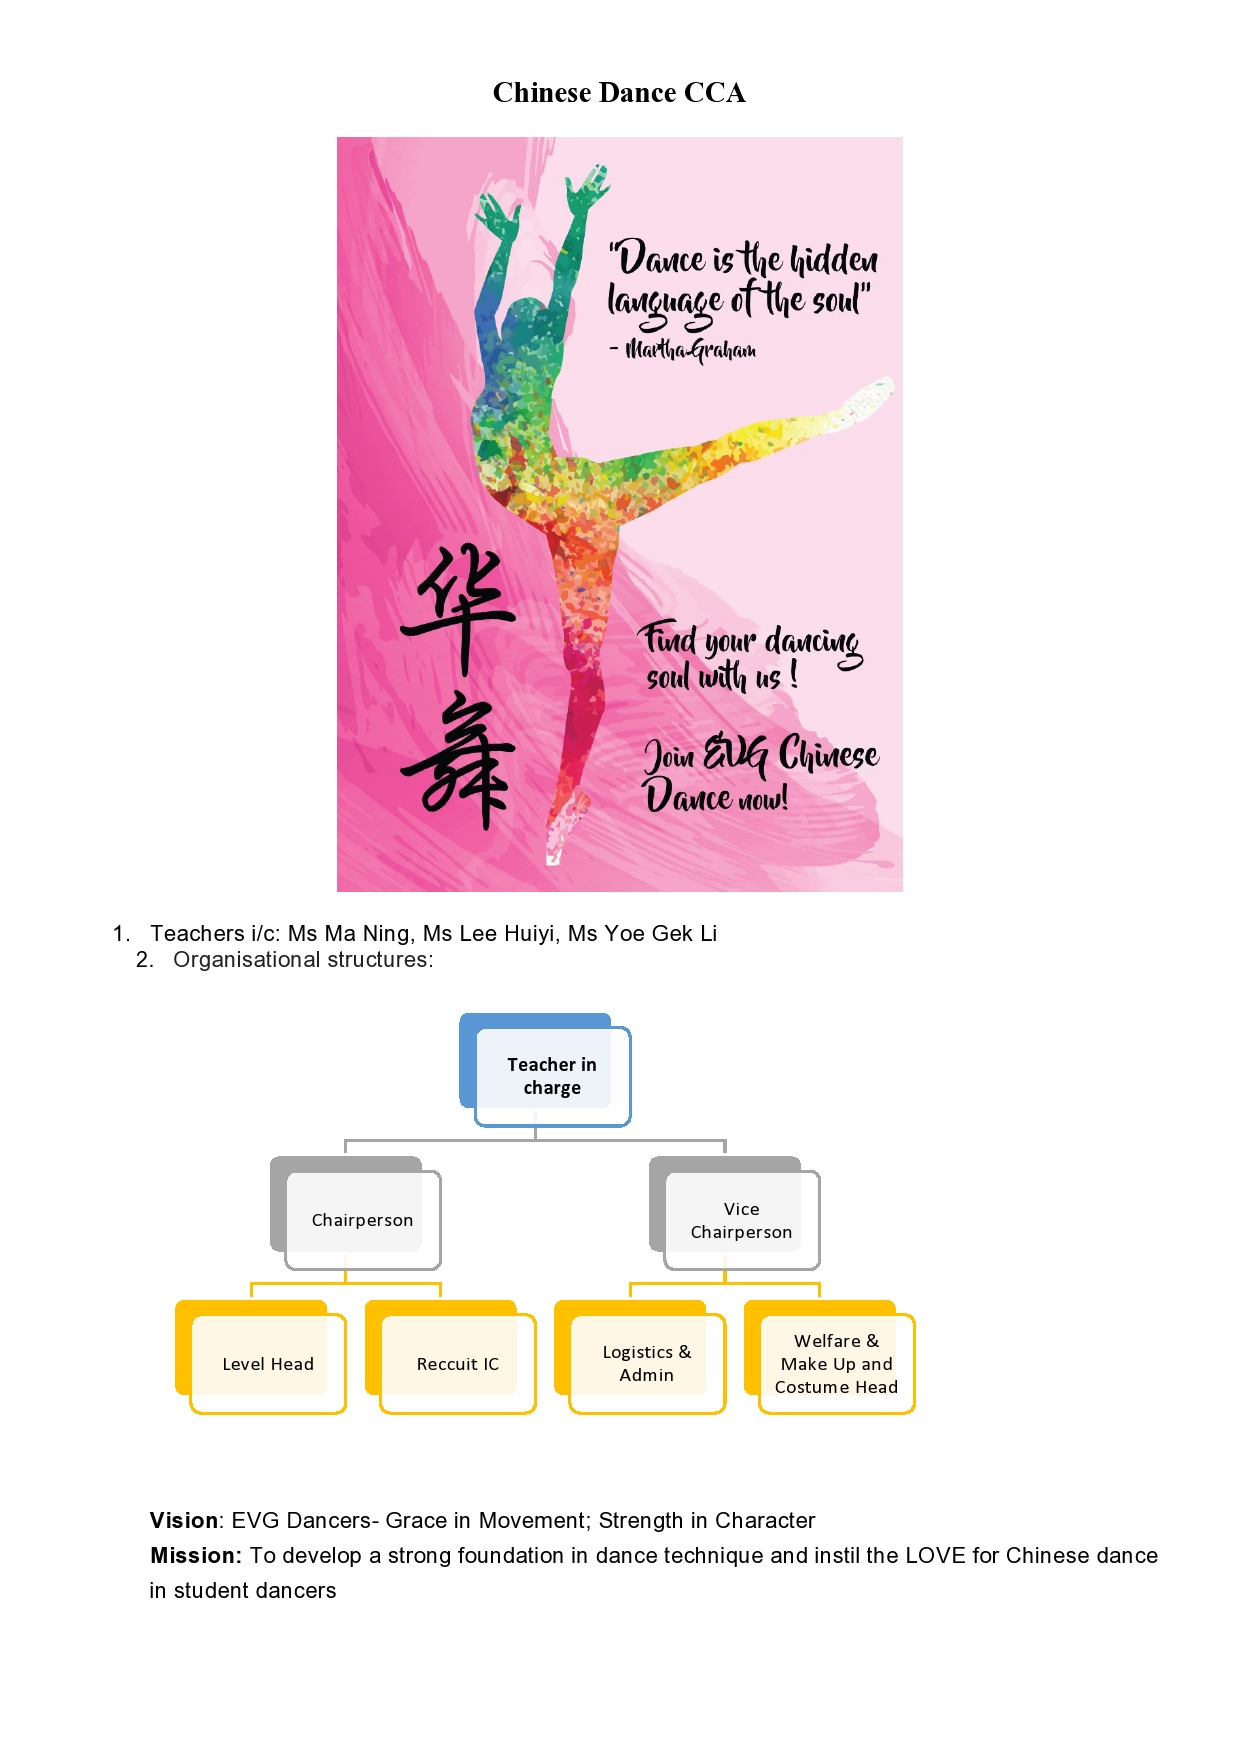 Chinese Dance CCA
"Dance is the hidden
language of the soul"
- Martha Graham
华
舞
Find your dancing
soul with us !
Join EVG Chinese
Dance now!
1. Teachers i/c: Ms Ma Ning, Ms Lee Huiyi, Ms Yoe Gek Li
2. Organisational structures:
Teacher in
charge
Chairperson
Vice
Chairperson
Level Head
Reccuit IC
Logistics &
Admin
Welfare &
Make Up and
Costume Head
Vision: EVG Dancers- Grace in Movement; Strength in Character
Mission: To develop a strong foundation in dance technique and instil the LOVE for Chinese dance
in student dancers